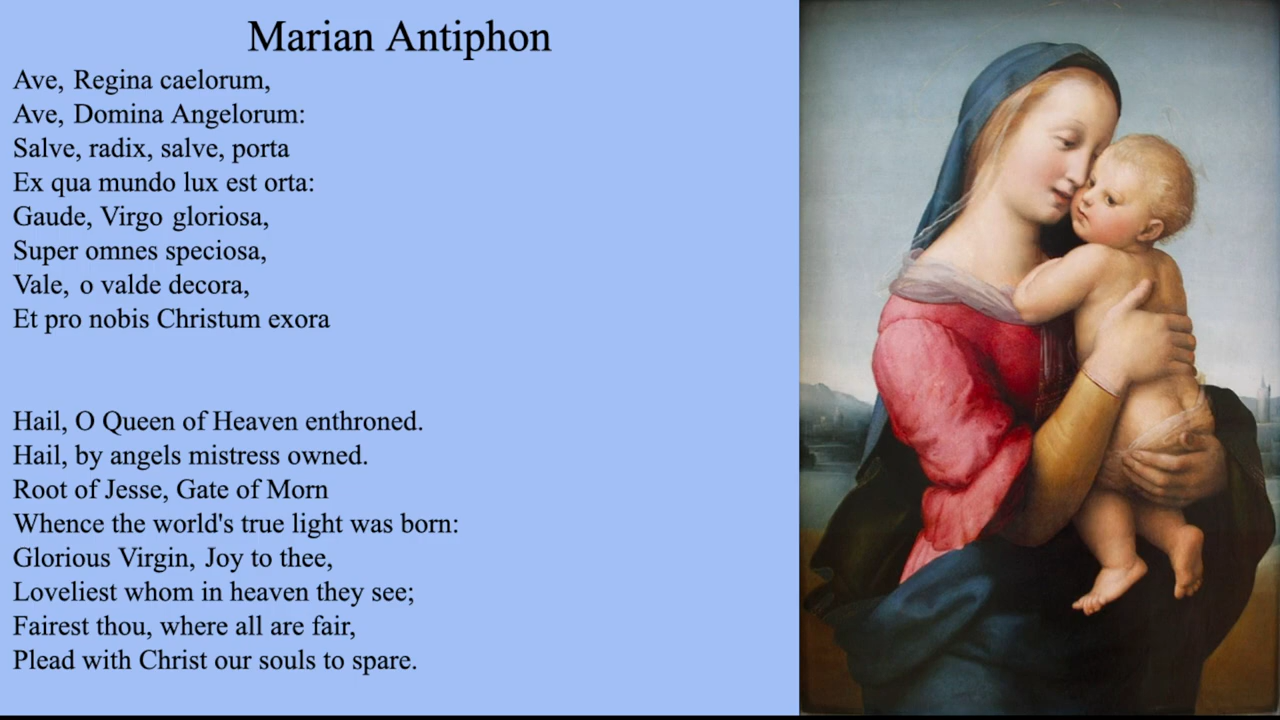 Marian Antiphon
Ave, Regina caelorum,
Ave, Domina Angelorum:
Salve, radix, salve, porta
Ex qua mundo lux est orta:
Gaude, Virgo gloriosa,
Super omnes speciosa,
Vale, o valde decora,
Et pro nobis Christum exora
Hail, O Queen of Heaven enthroned.
Hail, by angels mistress owned.
Root of Jesse, Gate of Morn
Whence the world's true light was born:
Glorious Virgin, Joy to thee,
Loveliest whom in heaven they see;
Fairest thou, where all are fair,
Plead with Christ our souls to spare.